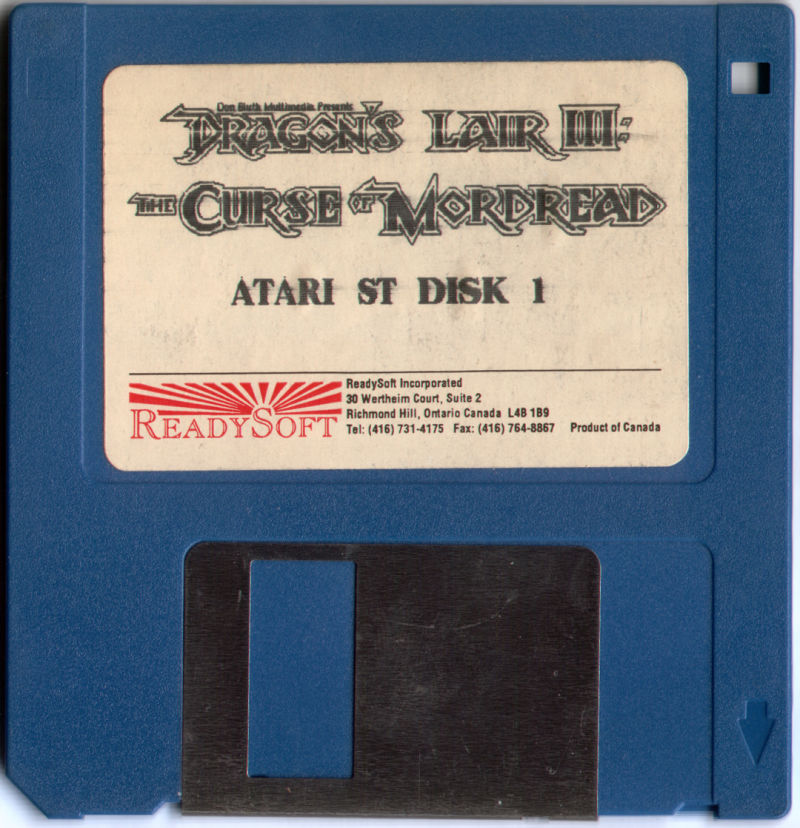 Don Bluth Multimedia Presents
DRAGON'S LAIR III:
THE CURSE OF MORDREAD
ATARI ST DISK 1
READYSOFT
ReadySoft Incorporated
30 Wertheim Court, Suite 2
Richmond Hill, Ontario Canada L4B 1B9
Tel: (416) 731-4175 Fax: (416) 764-8867 Product of Canada